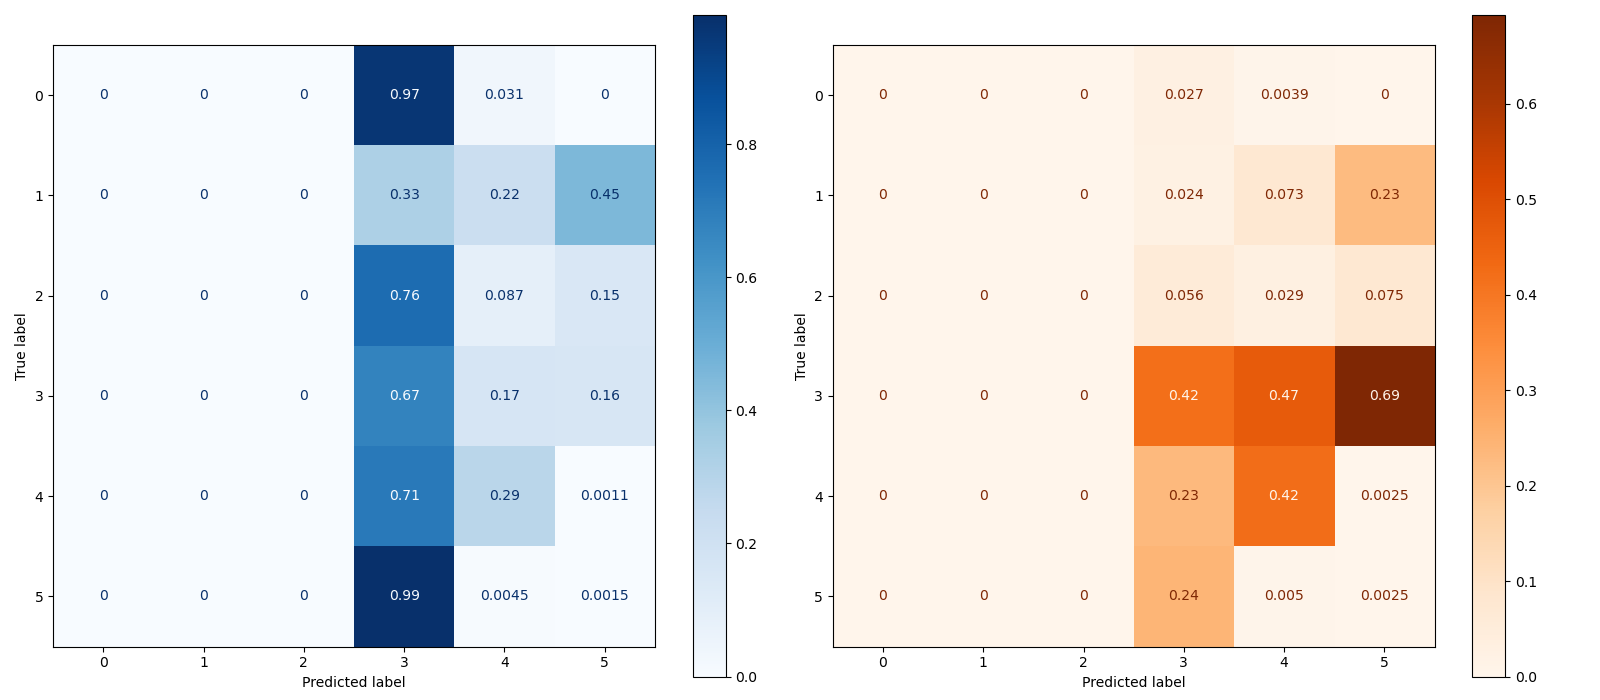 0 0 0 0 0.97 0.031 0
1 0 0 0 0.33 0.22 0.45
2 0 0 0 0.76 0.087 0.15
3 0 0 0 0.67 0.17 0.16
4 0 0 0 0.71 0.29 0.0011
5 0 0 0 0.99 0.0045 0.0015
0 1 2 3 4 5
Predicted label
True label
0.8
0.6
0.4
0.2
0.0
0 0 0 0 0.027 0.0039 0
1 0 0 0 0.024 0.073 0.23
2 0 0 0 0.056 0.029 0.075
3 0 0 0 0.42 0.47 0.69
4 0 0 0 0.23 0.42 0.0025
5 0 0 0 0.24 0.005 0.0025
0 1 2 3 4 5
Predicted label
True label
0.6
0.5
0.4
0.3
0.2
0.1
0.0